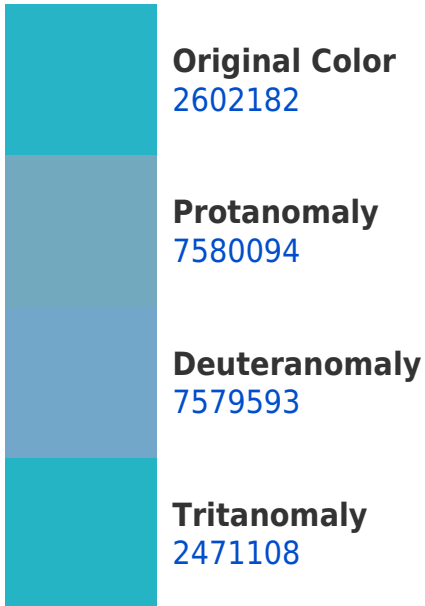 Original Color
2602182
Protanomaly
7580094
Deuteranomaly
7579593
Tritanomaly
2471108